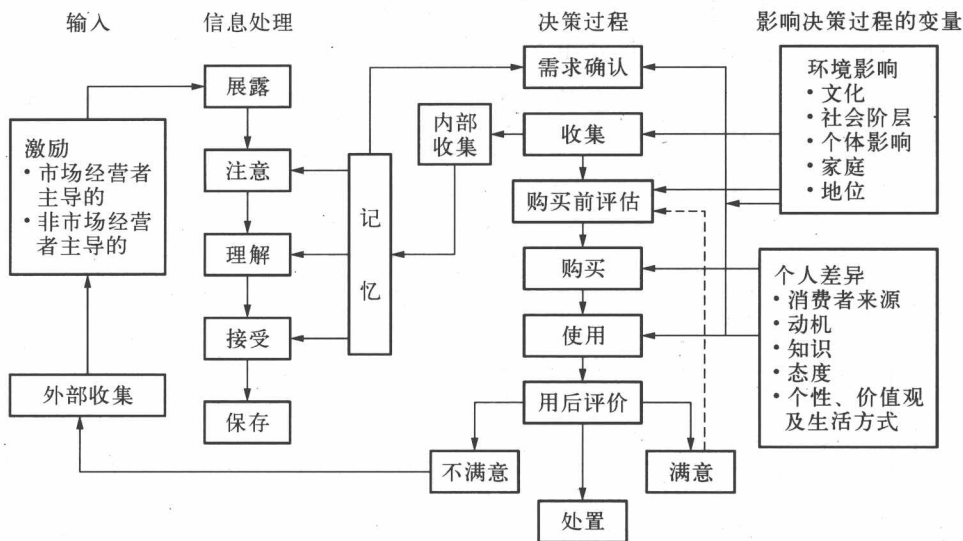 输入
信息处理
决策过程
影响决策过程的变量
展露
注意
理解
接受
保存
激励
·市场经营者
主导的
·非市场经营
者主导的
外部收集
记
忆
内部
收集
需求确认
收集
购买前评估
购买
使用
用后评价
不满意
满意
处置
环境影响
·文化
·社会阶层
·个体影响
·家庭
·地位
个人差异
·消费者来源
·动机
·知识
·态度
·个性、价值观
及生活方式